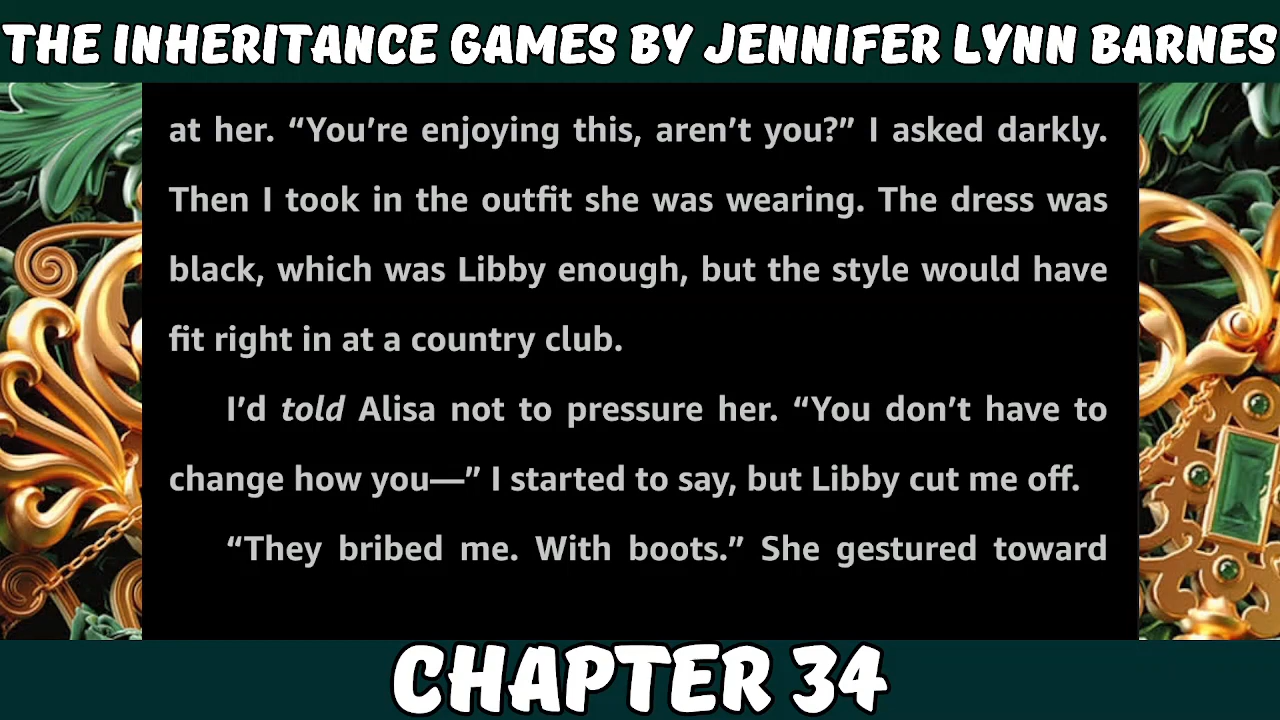 THE INHERITANCE GAMES BY JENNIFER LYNN BARNES
at her. “You’re enjoying this, aren’t you?” I asked darkly.
Then I took in the outfit she was wearing. The dress was
black, which was Libby enough, but the style would have
fit right in at a country club.
I’d told Alisa not to pressure her. “You don’t have to
change how you—” I started to say, but Libby cut me off.
“They bribed me. With boots.” She gestured toward
CHAPTER 34